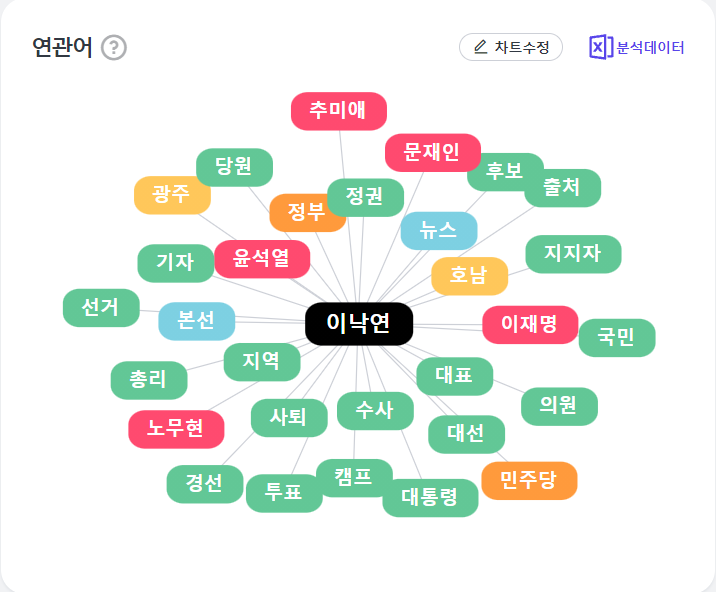 연관어 ?
차트수정
분석데이터
추미애
문재인
당원
후보
출처
광주
정부
정권
뉴스
지지자
기자
윤석열
호남
선거
본선
이낙연
이재명
국민
지역
총리
대표
의원
노무현
사퇴
수사
대선
경선
투표
캠프
대통령
민주당